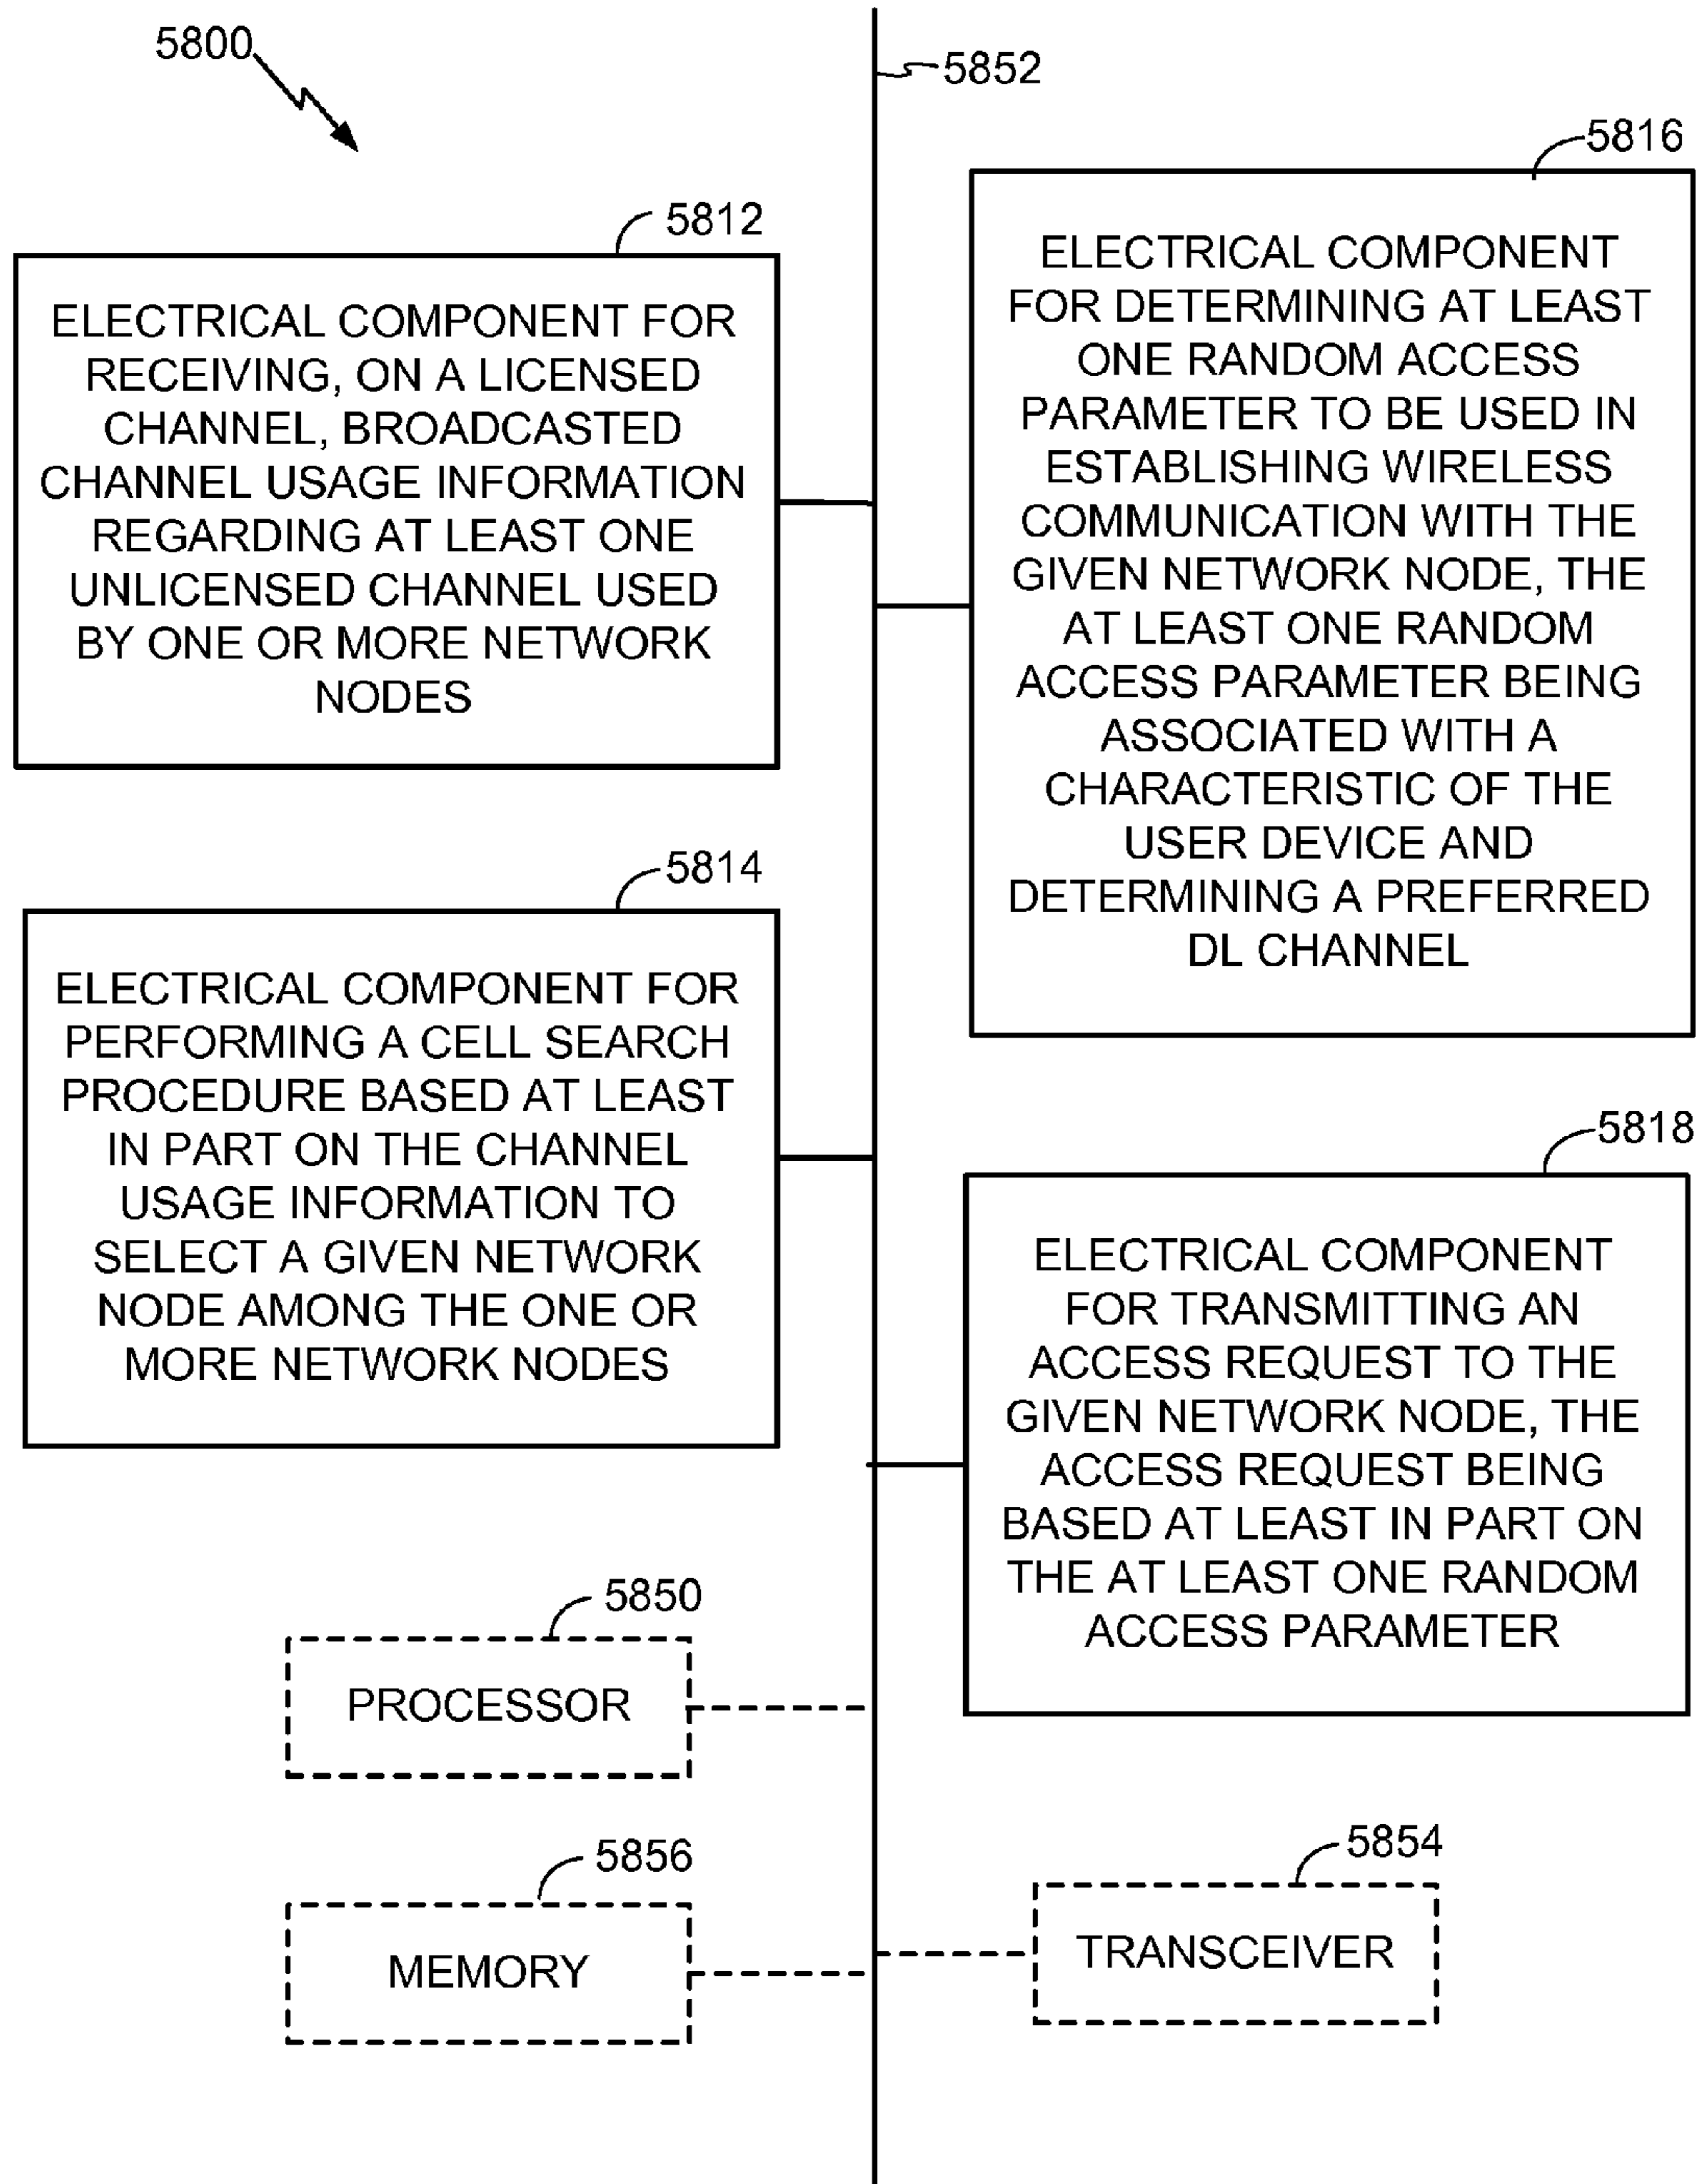 5800
5852
5812
ELECTRICAL COMPONENT FOR
RECEIVING, ON A LICENSED
CHANNEL, BROADCASTED
CHANNEL USAGE INFORMATION
REGARDING AT LEAST ONE
UNLICENSED CHANNEL USED
BY ONE OR MORE NETWORK
NODES
5816
ELECTRICAL COMPONENT
FOR DETERMINING AT LEAST
ONE RANDOM ACCESS
PARAMETER TO BE USED IN
ESTABLISHING WIRELESS
COMMUNICATION WITH THE
GIVEN NETWORK NODE, THE
AT LEAST ONE RANDOM
ACCESS PARAMETER BEING
ASSOCIATED WITH A
CHARACTERISTIC OF THE
USER DEVICE AND
DETERMINING A PREFERRED
DL CHANNEL
5814
ELECTRICAL COMPONENT FOR
PERFORMING A CELL SEARCH
PROCEDURE BASED AT LEAST
IN PART ON THE CHANNEL
USAGE INFORMATION TO
SELECT A GIVEN NETWORK
NODE AMONG THE ONE OR
MORE NETWORK NODES
5818
ELECTRICAL COMPONENT
FOR TRANSMITTING AN
ACCESS REQUEST TO THE
GIVEN NETWORK NODE, THE
ACCESS REQUEST BEING
BASED AT LEAST IN PART ON
THE AT LEAST ONE RANDOM
ACCESS PARAMETER
5850
PROCESSOR
5856
MEMORY
5854
TRANSCEIVER